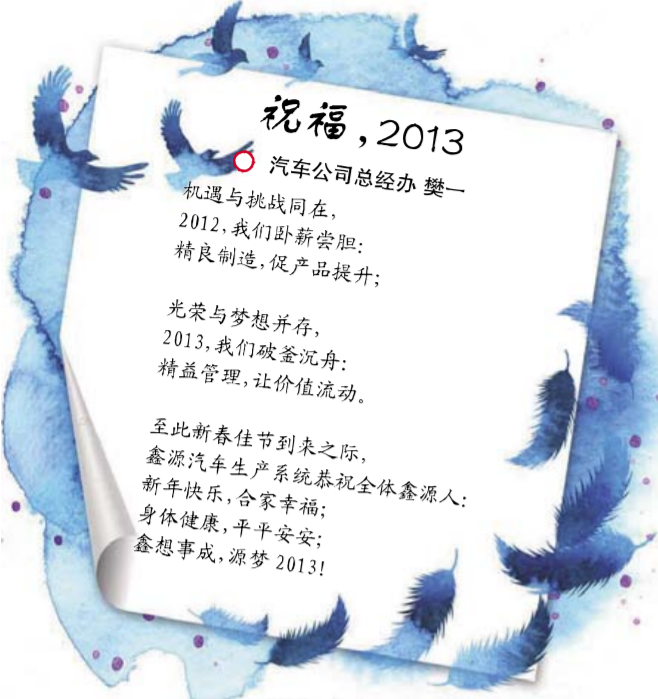 祝福，2013
汽车公司总经办 樊一
机遇与挑战同在，
2012，我们卧薪尝胆：
精良制造，促产品提升；
光荣与梦想并存，
2013，我们破釜沉舟：
精益管理，让价值流动。
至此新春佳节到来之际，
鑫源汽车生产系统恭祝全体鑫源人：
新年快乐，合家幸福；
身体健康，平平安安；
鑫想事成，源梦 2013！